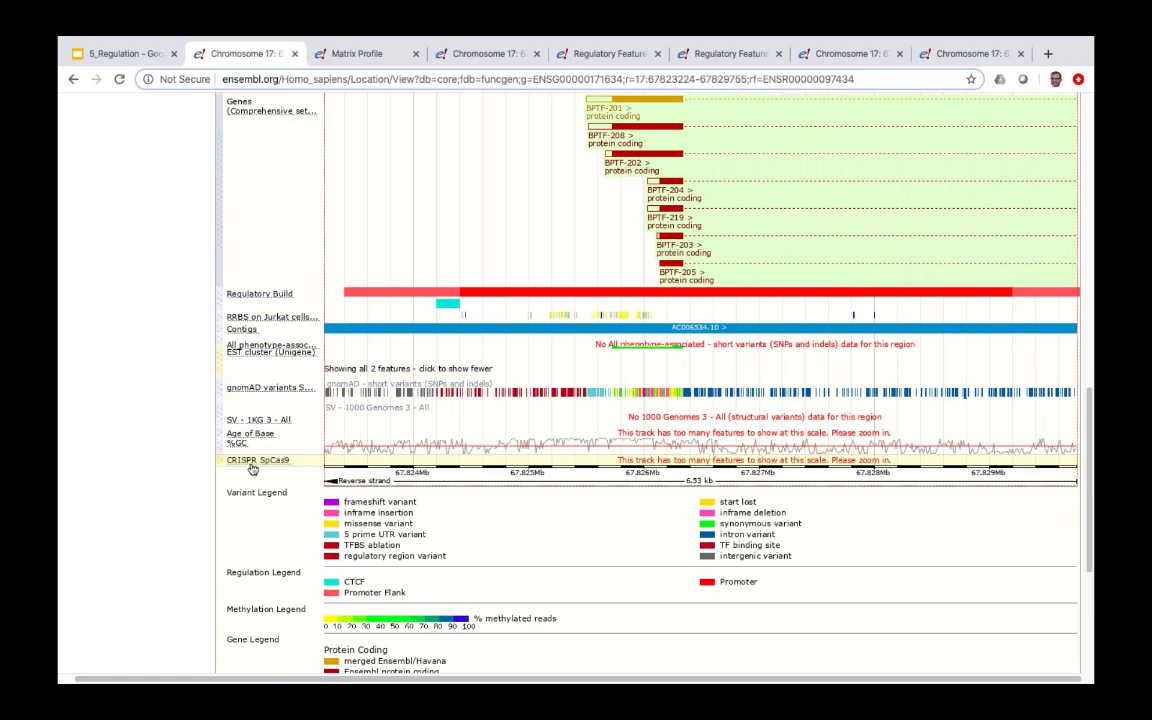 5_Regulation - Goo
Chromosome 17: 6
Matrix Profile
Chromosome 17: 6
Regulatory Feature
Regulatory Feature
Chromosome 17: 6
Chromosome 17: 6
Not Secure | ensembl.org/Homo_sapiens/Location/View?db=core;fdb=funcgen;g=ENSG00000171634;r=17:67823224-67829755;rf=ENSR00000097434
Genes
(Comprehensive set...
BPTF-201 >
protein coding
BPTF-208 >
protein coding
BPTF-202 >
protein coding
BPTF-204 >
protein coding
BPTF-219 >
protein coding
BPTF-203 >
protein coding
BPTF-205 >
protein coding
Regulatory Build
RRBS on Jurkat cells...
Contigs
AC006534.10 >
All phenotype-assoc...
No All phenotype-associated - short variants (SNPs and indels) data for this region
EST cluster (Unigene)
Showing all 2 features - click to show fewer
gnomAD variants S...
gnomAD - short variants (SNPs and indels)
SV - 1000 Genomes 3 - All
SV - 1KG 3 - All
No 1000 Genomes 3 - All (structural variants) data for this region
Age of Base
This track has too many features to show at this scale. Please zoom in.
%GC
CRISPR SpCas9
This track has too many features to show at this scale. Please zoom in.
67.824Mb 67.825Mb 67.826Mb 67.827Mb 67.828Mb 67.829Mb
Reverse strand 6.53 kb
Variant Legend
frameshift variant
start lost
inframe insertion
inframe deletion
missense variant
synonymous variant
5 prime UTR variant
intron variant
TFBS ablation
TF binding site
regulatory region variant
intergenic variant
Regulation Legend
CTCF
Promoter
Promoter Flank
Methylation Legend
% methylated reads
0 10 20 30 40 50 60 70 80 90 100
Gene Legend
Protein Coding
merged Ensembl/Havana
Ensembl protein coding